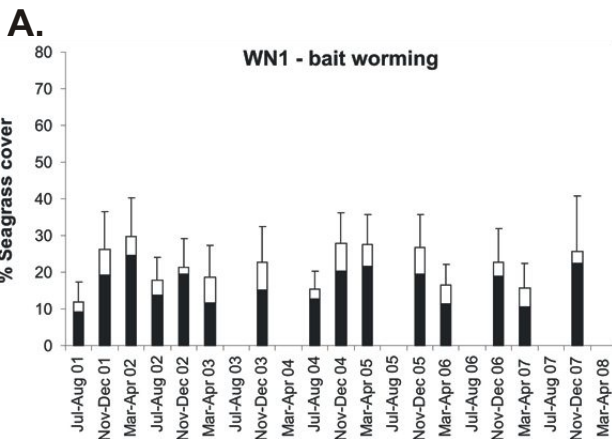 A.
WN1 - bait worming
% Seagrass cover
80
70
60
50
40
30
20
10
0
Jul-Aug 01
Nov-Dec 01
Mar-Apr 02
Jul-Aug 02
Nov-Dec 02
Mar-Apr 03
Jul-Aug 03
Nov-Dec 03
Mar-Apr 04
Jul-Aug 04
Nov-Dec 04
Mar-Apr 05
Jul-Aug 05
Nov-Dec 05
Mar-Apr 06
Jul-Aug 06
Nov-Dec 06
Mar-Apr 07
Jul-Aug 07
Nov-Dec 07
Mar-Apr 08